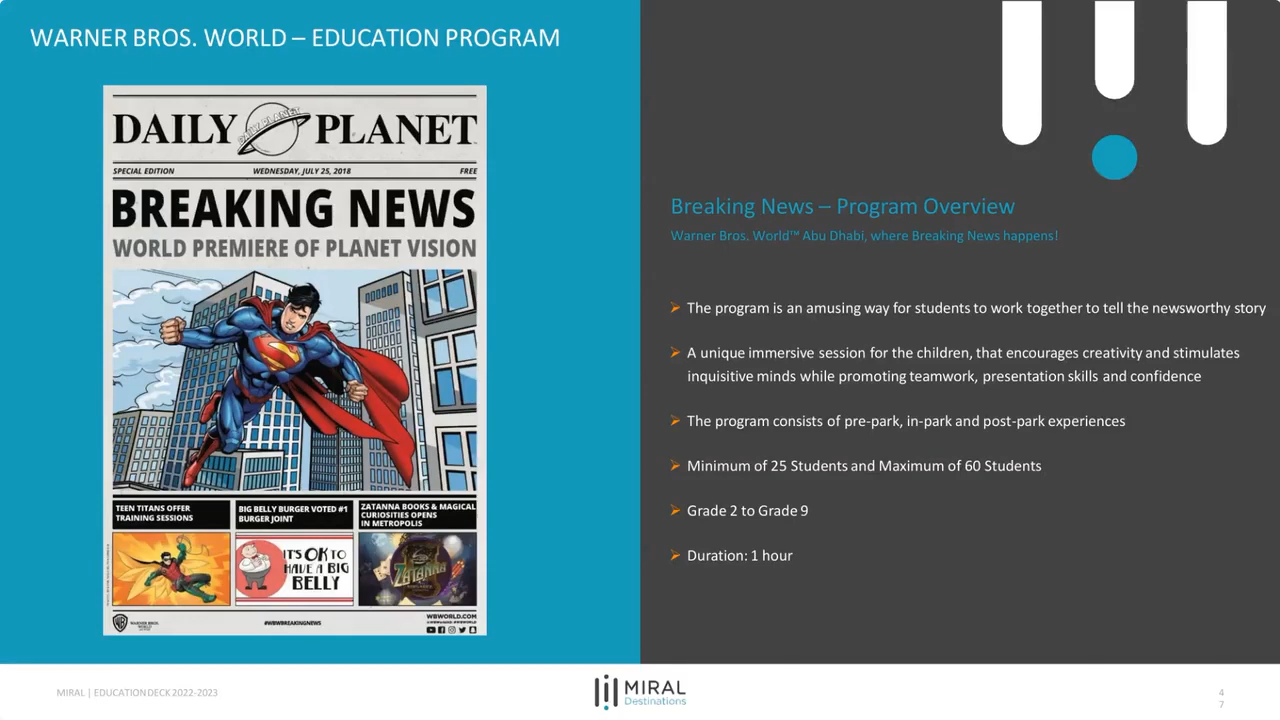 WARNER BROS. WORLD – EDUCATION PROGRAM
DAILY PLANET
DAILY PLANET
SPECIAL EDITION WEDNESDAY, JULY 25, 2018 FREE
BREAKING NEWS
WORLD PREMIERE OF PLANET VISION
TEEN TITANS OFFER
TRAINING SESSIONS
BIG BELLY BURGER VOTED #1
BURGER JOINT
ZATANNA BOOKS & MAGICAL
CURIOSITIES OPENS
IN METROPOLIS
IT'S OK TO
HAVE A BIG
BELLY
ZATANNA
WARNER BROS.
WORLD
#WBWBREAKINGNEWS
WBWORLD.COM
Breaking News – Program Overview
Warner Bros. World™ Abu Dhabi, where Breaking News happens!
➢ The program is an amusing way for students to work together to tell the newsworthy story
➢ A unique immersive session for the children, that encourages creativity and stimulates
inquisitive minds while promoting teamwork, presentation skills and confidence
➢ The program consists of pre-park, in-park and post-park experiences
➢ Minimum of 25 Students and Maximum of 60 Students
➢ Grade 2 to Grade 9
➢ Duration: 1 hour
MIRAL | EDUCATION DECK 2022-2023
MIRAL
Destinations
4
7